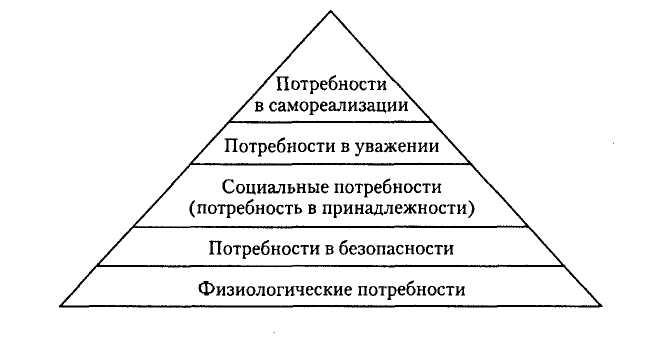 Потребности
в самореализации
Потребности в уважении
Социальные потребности
(потребность в принадлежности)
Потребности в безопасности
Физиологические потребности